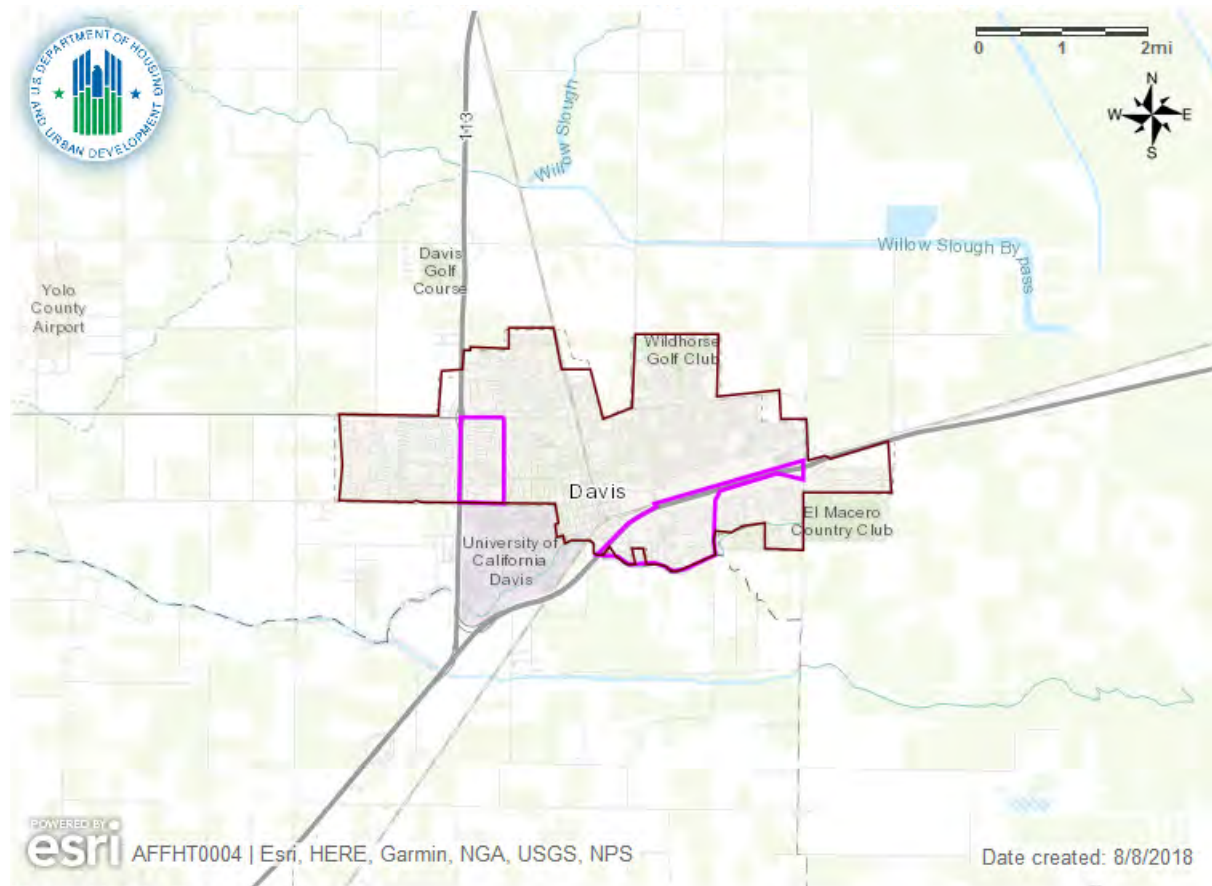 U.S. DEPARTMENT OF HOUSING
AND URBAN DEVELOPMENT
0 1 2mi
N
W E
S
113
Willow Slough
Willow Slough By pass
Davis
Golf
Course
Yolo
County
Airport
Wildhorse
Golf Club
Davis
El Macero
Country Club
University of
California
Davis
POWERED BY
esri
AFFHT0004 | Esri, HERE, Garmin, NGA, USGS, NPS
Date created: 8/8/2018